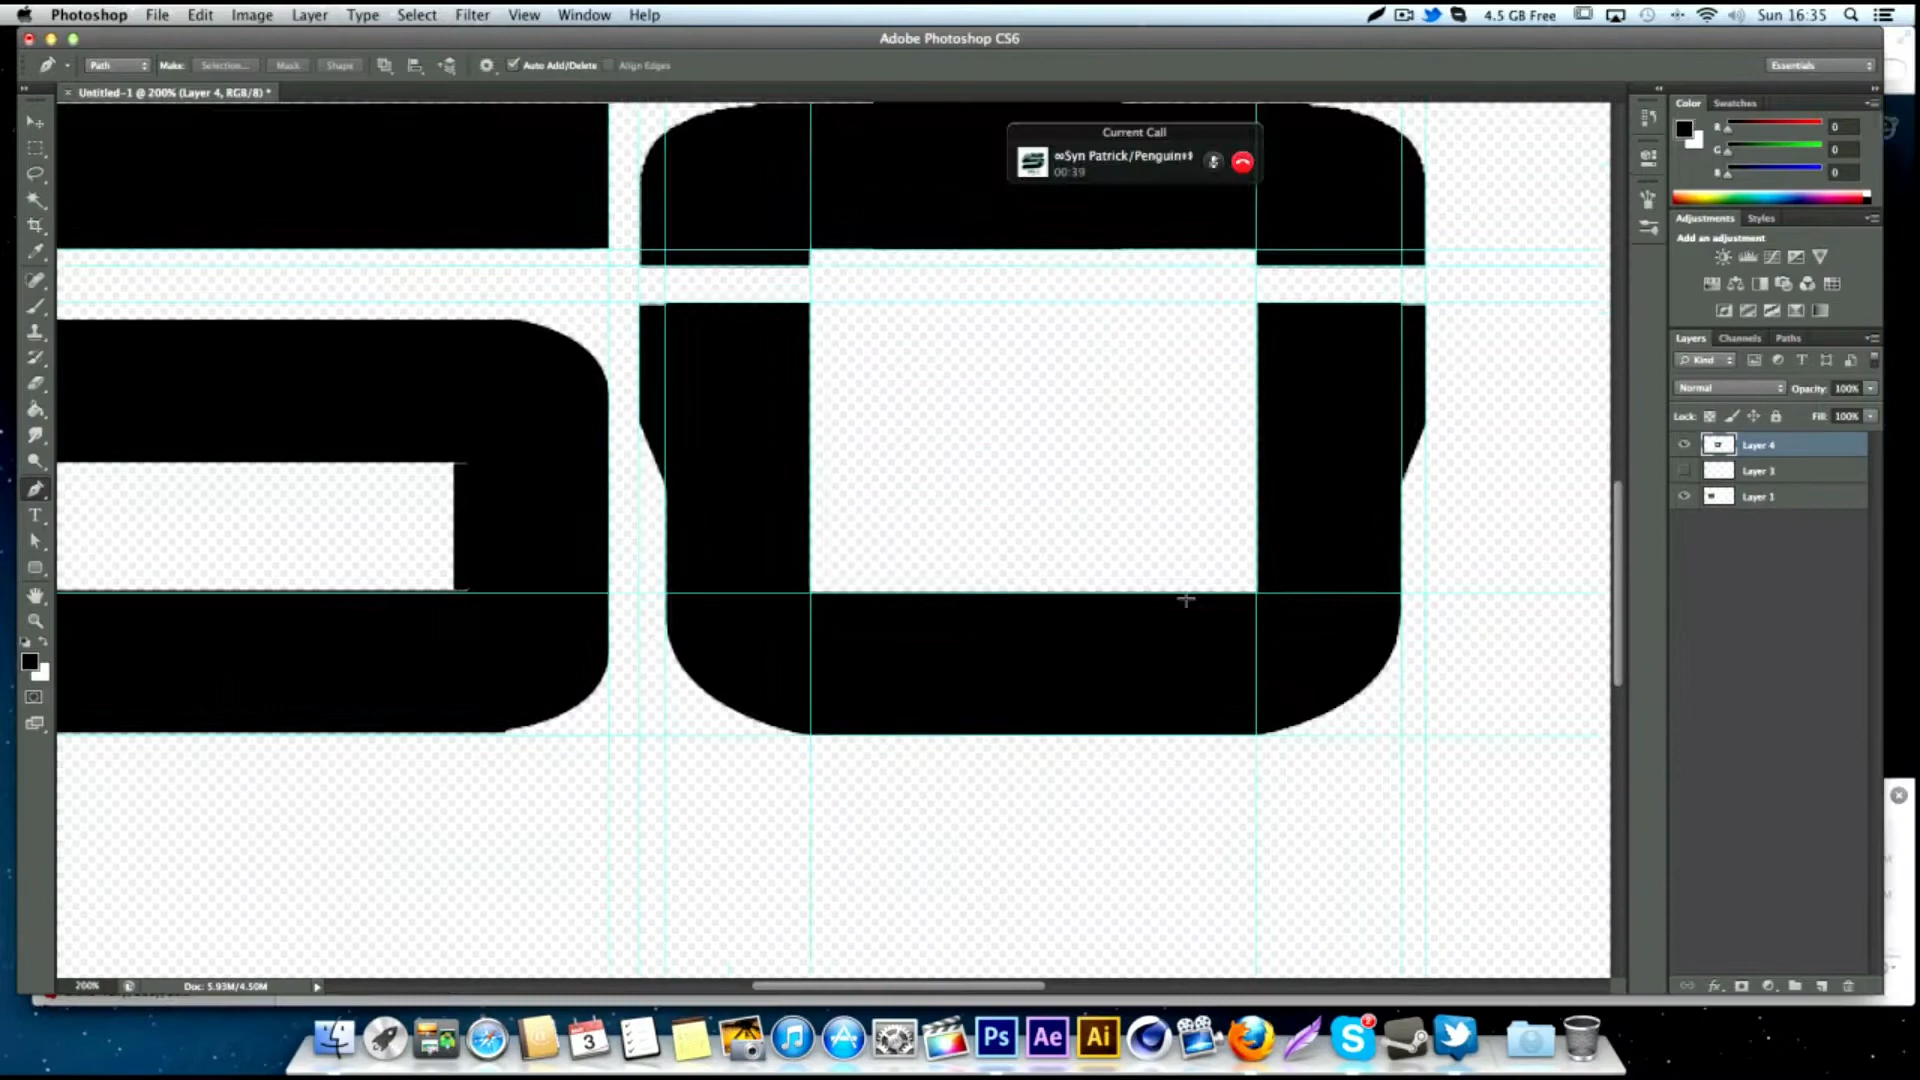 Photoshop File Edit Image Layer Type Select Filter View Window Help 4.5 GB Free Sun 16:35
Adobe Photoshop CS6
Path Make: Selection... Mask Shape Auto Add/Delete Align Edges Essentials
Untitled-1 @ 200% (Layer 4, RGB/8) *
Color Swatches
R 0
G 0
B 0
Current Call
∞Syn Patrick/Penguin
00:39
Adjustments Styles
Add an adjustment
Layers Channels Paths
Kind
Normal Opacity: 100%
Lock: Fill: 100%
Layer 4
Layer 3
Layer 1
200% Doc: 5.93M/4.50M
3 Ps Ae Ai